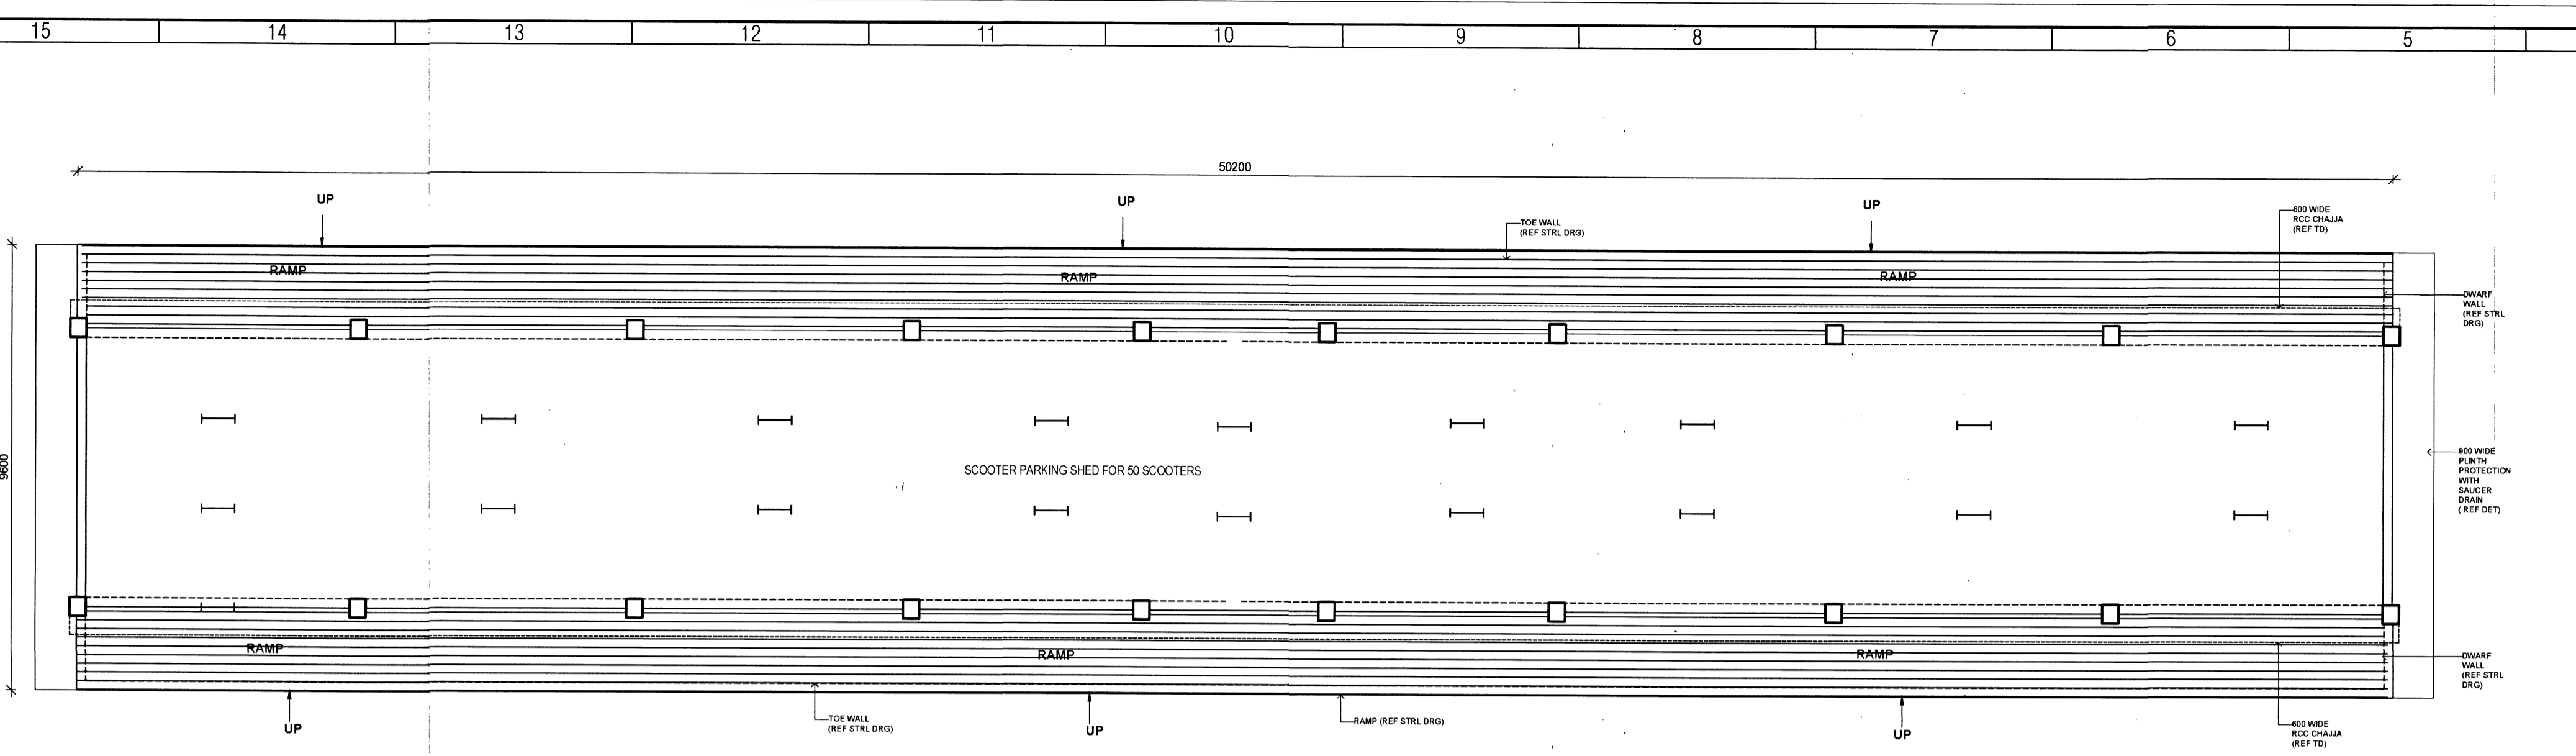 15 14 13 12 11 10 9 8 7 6 5
50200
UP UP UP
TOE WALL
(REF STRL DRG)
600 WIDE
RCC CHAJJA
(REF TD)
RAMP RAMP RAMP
DWARF
WALL
(REF STRL
DRG)
9600
SCOOTER PARKING SHED FOR 50 SCOOTERS
900 WIDE
PLINTH
PROTECTION
WITH
SAUCER
DRAIN
( REF DET)
RAMP RAMP RAMP
DWARF
WALL
(REF STRL
DRG)
UP
TOE WALL
(REF STRL DRG)
UP
RAMP (REF STRL DRG)
UP
600 WIDE
RCC CHAJJA
(REF TD)